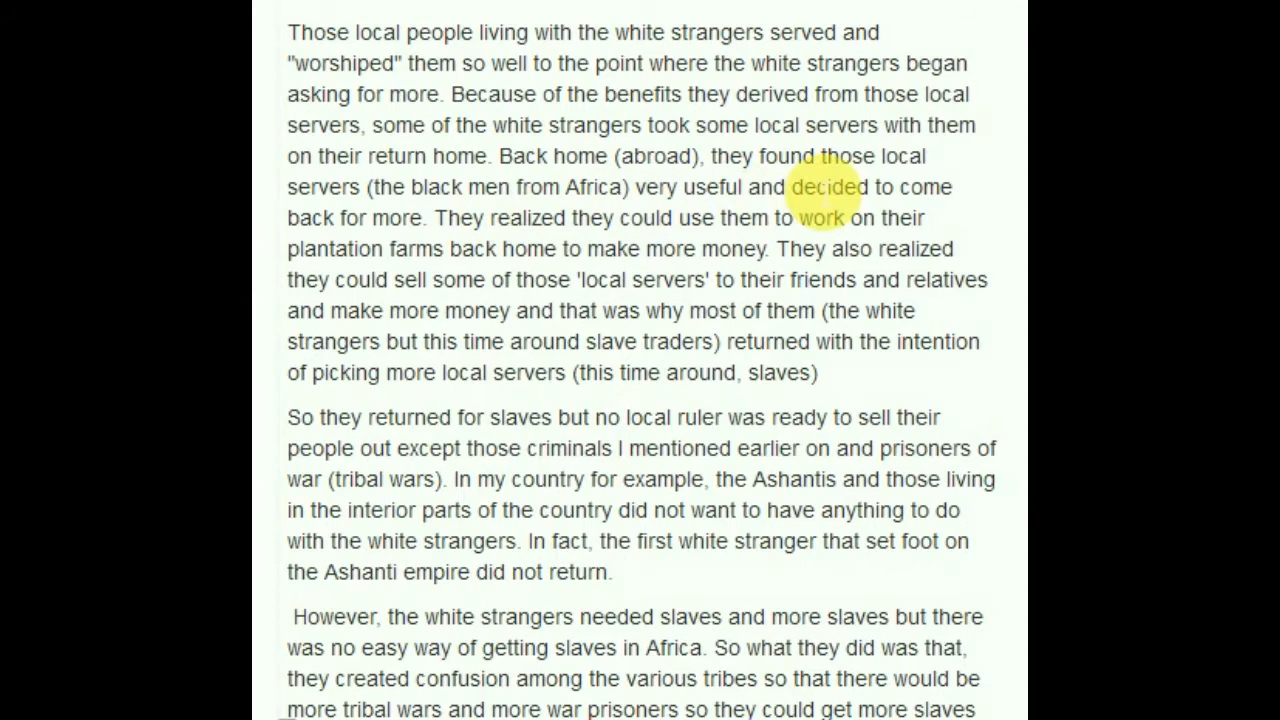 Those local people living with the white strangers served and
"worshiped" them so well to the point where the white strangers began
asking for more. Because of the benefits they derived from those local
servers, some of the white strangers took some local servers with them
on their return home. Back home (abroad), they found those local
servers (the black men from Africa) very useful and decided to come
back for more. They realized they could use them to work on their
plantation farms back home to make more money. They also realized
they could sell some of those 'local servers' to their friends and relatives
and make more money and that was why most of them (the white
strangers but this time around slave traders) returned with the intention
of picking more local servers (this time around, slaves)
So they returned for slaves but no local ruler was ready to sell their
people out except those criminals I mentioned earlier on and prisoners of
war (tribal wars). In my country for example, the Ashantis and those living
in the interior parts of the country did not want to have anything to do
with the white strangers. In fact, the first white stranger that set foot on
the Ashanti empire did not return.
However, the white strangers needed slaves and more slaves but there
was no easy way of getting slaves in Africa. So what they did was that,
they created confusion among the various tribes so that there would be
more tribal wars and more war prisoners so they could get more slaves